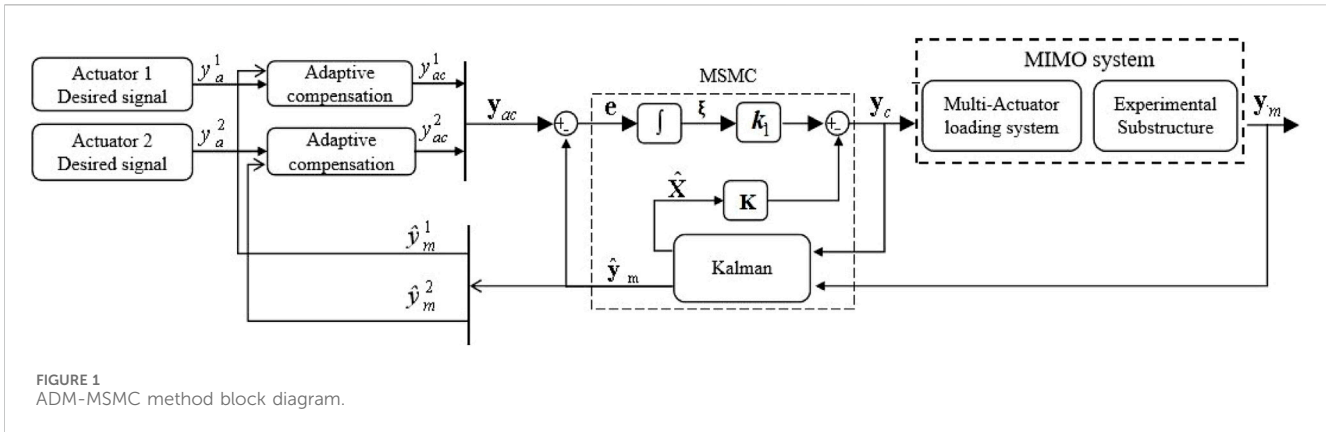 Actuator 1
Desired signal
y_a^1
Adaptive
compensation
y_ac^1
Actuator 2
Desired signal
y_a^2
Adaptive
compensation
y_ac^2
y_ac
MSMC
e
∫
ξ
k_1
y_c
MIMO system
Multi-Actuator
loading system
Experimental
Substructure
y_m
X̂
K
Kalman
ŷ_m
ŷ_m^1
ŷ_m^2
FIGURE 1
ADM-MSMC method block diagram.